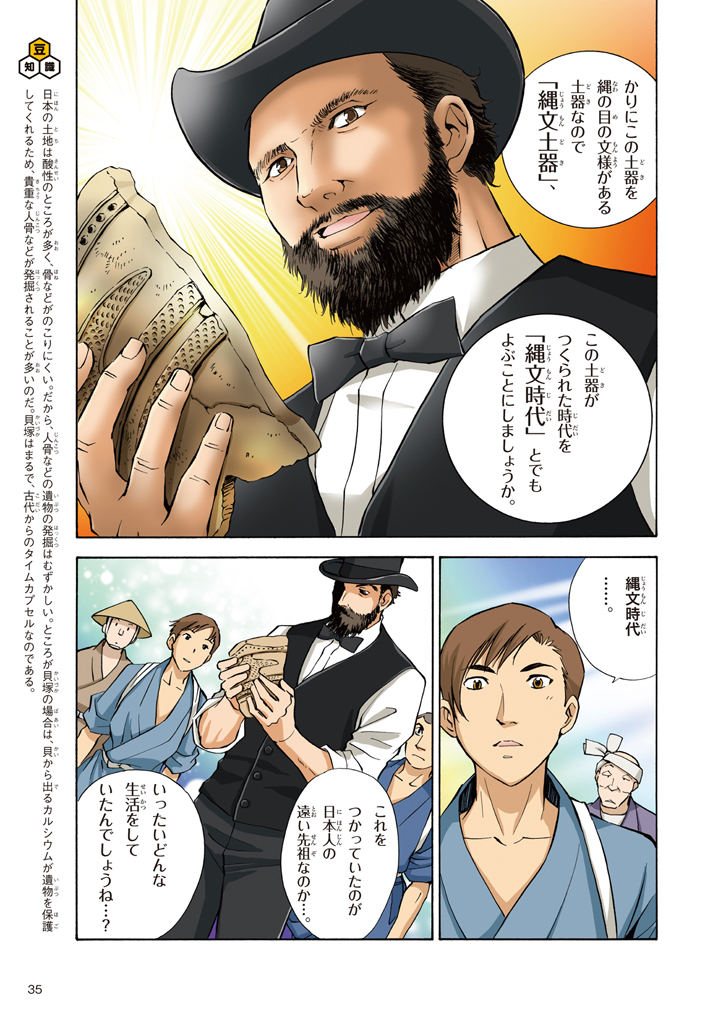 かりにこの土器を
縄の目の文様がある
土器なので
「縄文土器」、
この土器が
つくられた時代を
「縄文時代」とでも
よぶことにしましょうか。
縄文時代
……。
これを
つかっていたのが
日本人の
遠い先祖なのか…。
いったいどんな
生活をして
いたんでしょうね…?
豆
知識
日本の土地は酸性のところが多く、骨などがのこりにくい。だから、人骨などの遺物の発掘はむずかしい。ところが貝塚の場合は、貝から出るカルシウムが遺物を保護
してくれるため、貴重な人骨などが発掘されることが多いのだ。貝塚はまるで、古代からのタイムカプセルなのである。
35